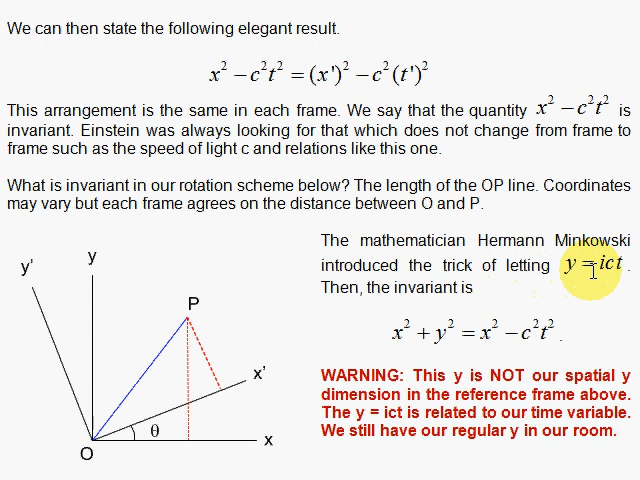 We can then state the following elegant result.
x² − c²t² = (x')² − c²(t')²
This arrangement is the same in each frame. We say that the quantity x² − c²t² is
invariant. Einstein was always looking for that which does not change from frame to
frame such as the speed of light c and relations like this one.
What is invariant in our rotation scheme below? The length of the OP line. Coordinates
may vary but each frame agrees on the distance between O and P.
The mathematician Hermann Minkowski
introduced the trick of letting y = ict .
Then, the invariant is
x² + y² = x² − c²t² .
WARNING: This y is NOT our spatial y
dimension in the reference frame above.
The y = ict is related to our time variable.
We still have our regular y in our room.
y'
y
P
x'
θ
x
O